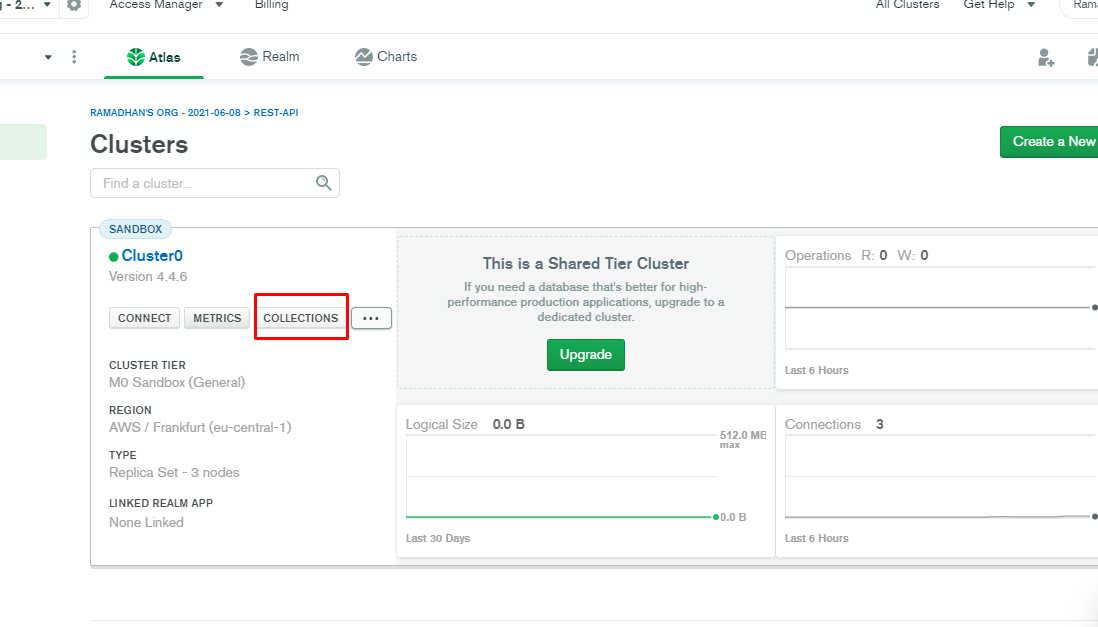 - 2...
Access Manager
Billing
All Clusters
Get Help
Rama
Atlas
Realm
Charts
RAMADHAN'S ORG - 2021-06-08 > REST-API
Clusters
Create a New
Find a cluster...
SANDBOX
Cluster0
Version 4.4.6
CONNECT
METRICS
COLLECTIONS
...
CLUSTER TIER
M0 Sandbox (General)
REGION
AWS / Frankfurt (eu-central-1)
TYPE
Replica Set - 3 nodes
LINKED REALM APP
None Linked
This is a Shared Tier Cluster
If you need a database that's better for high-
performance production applications, upgrade to a
dedicated cluster.
Upgrade
Operations R: 0 W: 0
Last 6 Hours
Logical Size 0.0 B
512.0 MB
max
0.0 B
Last 30 Days
Connections 3
Last 6 Hours